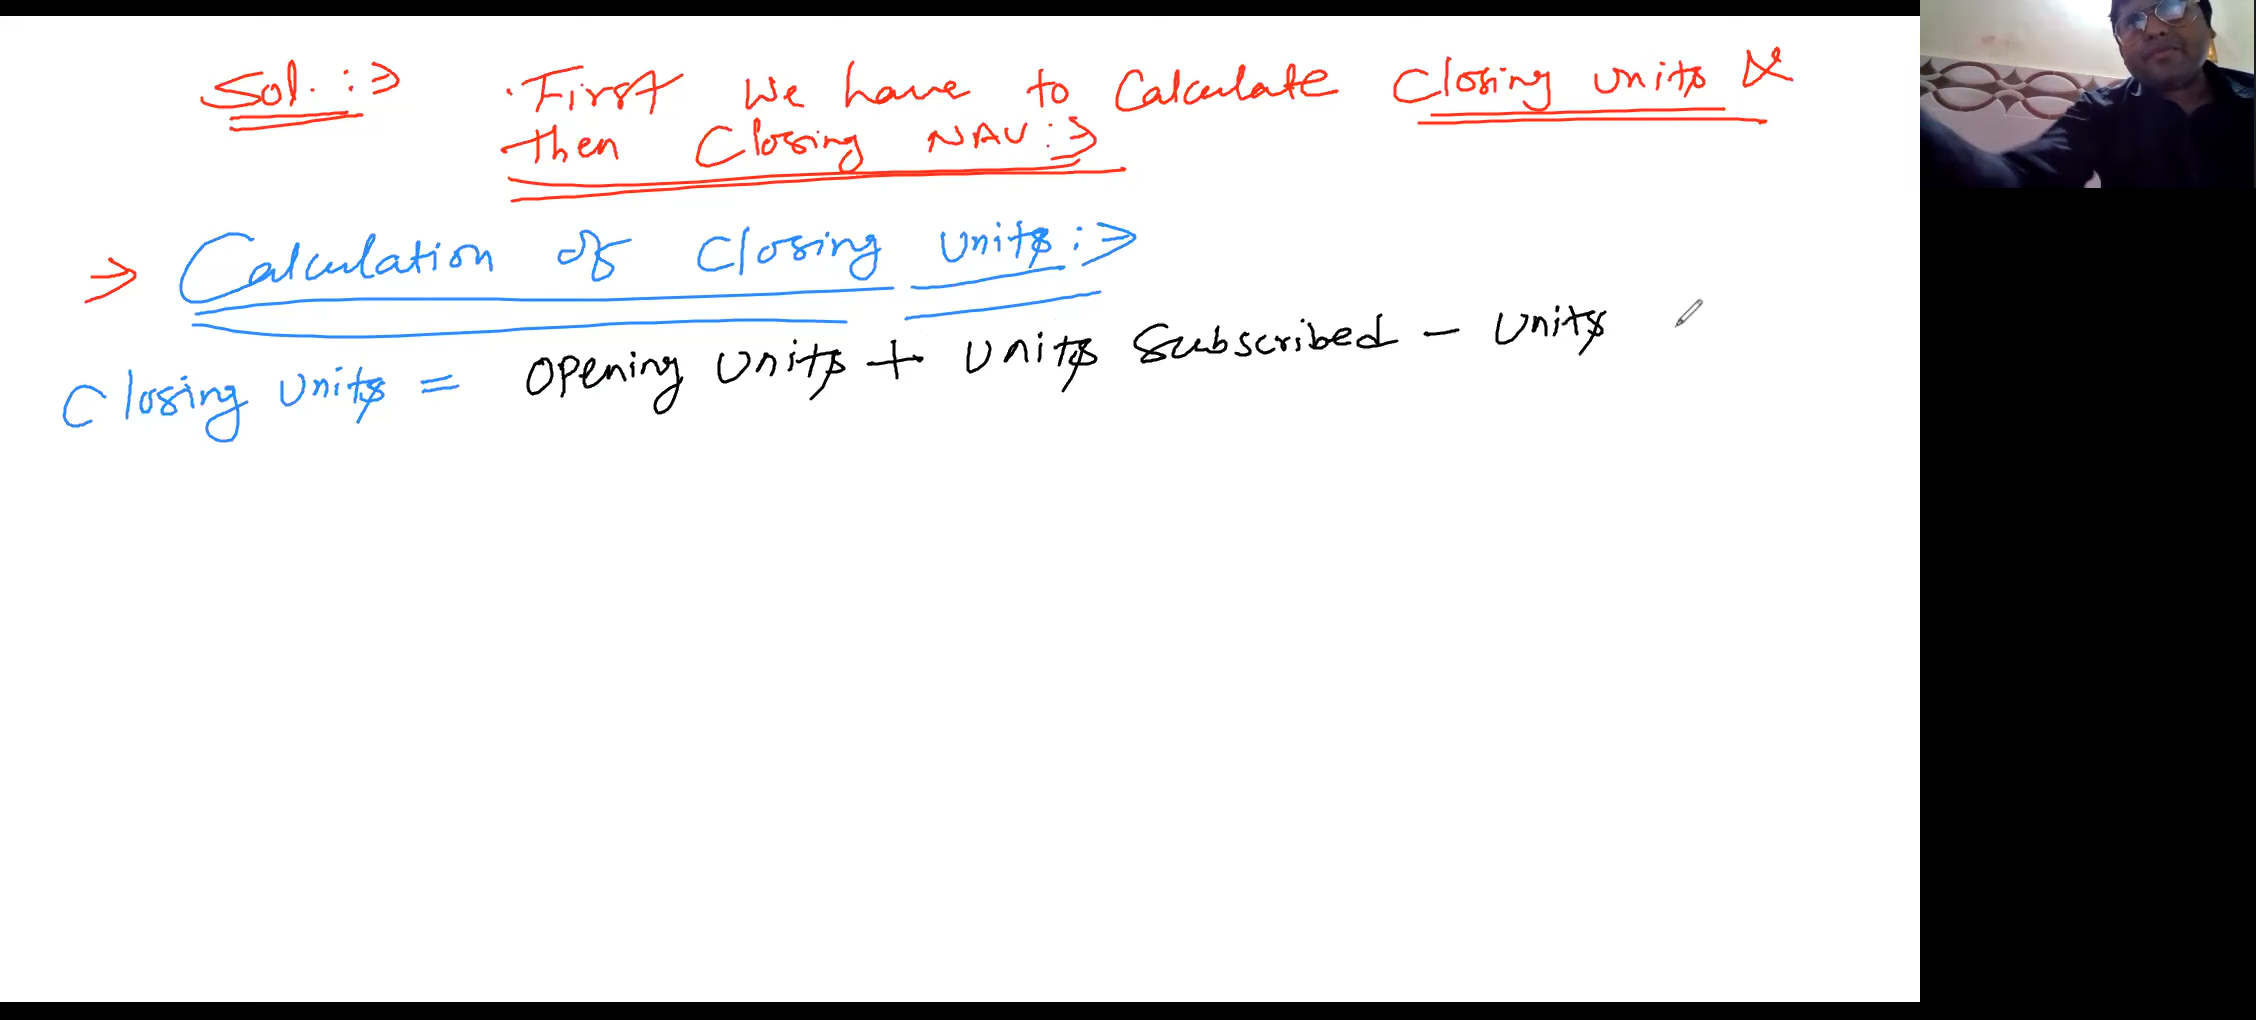 Sol. :⇒ . First we have to Calculate Closing units &
then Closing NAV :⇒
⇒ Calculation of Closing units :⇒
Closing units = Opening units + units Subscribed - units